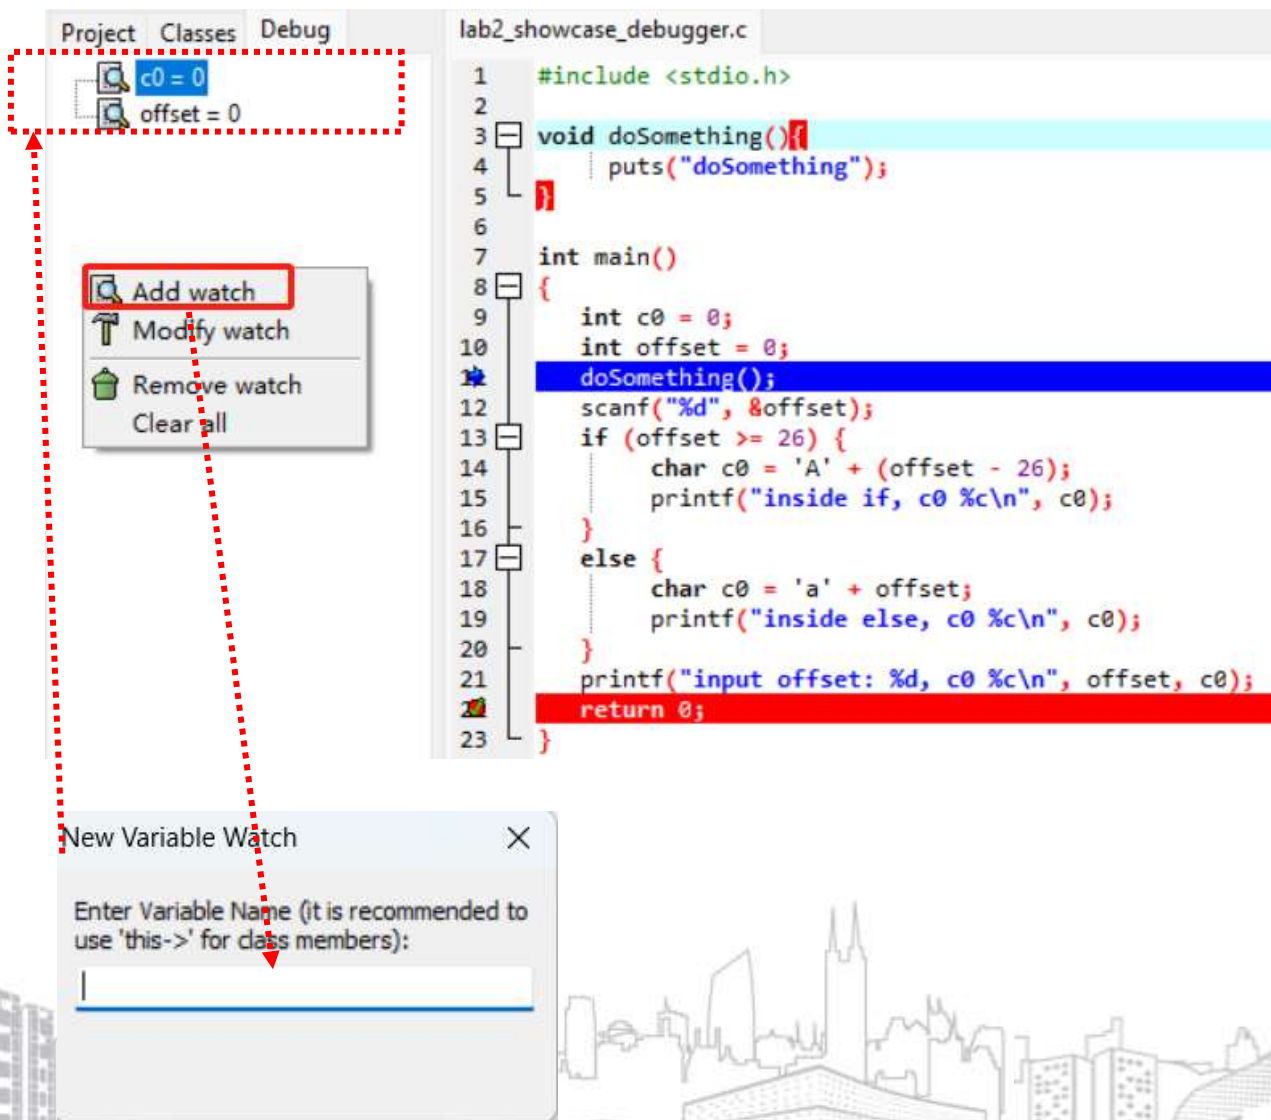 Project Classes Debug
c0 = 0
offset = 0
Add watch
Modify watch
Remove watch
Clear all
lab2_showcase_debugger.c
1 #include <stdio.h>
2
3 void doSomething(){
4 puts("doSomething");
5 }
6
7 int main()
8 {
9 int c0 = 0;
10 int offset = 0;
doSomething();
12 scanf("%d", &offset);
13 if (offset >= 26) {
14 char c0 = 'A' + (offset - 26);
15 printf("inside if, c0 %c\n", c0);
16 }
17 else {
18 char c0 = 'a' + offset;
19 printf("inside else, c0 %c\n", c0);
20 }
21 printf("input offset: %d, c0 %c\n", offset, c0);
return 0;
23 }
New Variable Watch
Enter Variable Name (it is recommended to
use 'this->' for class members):